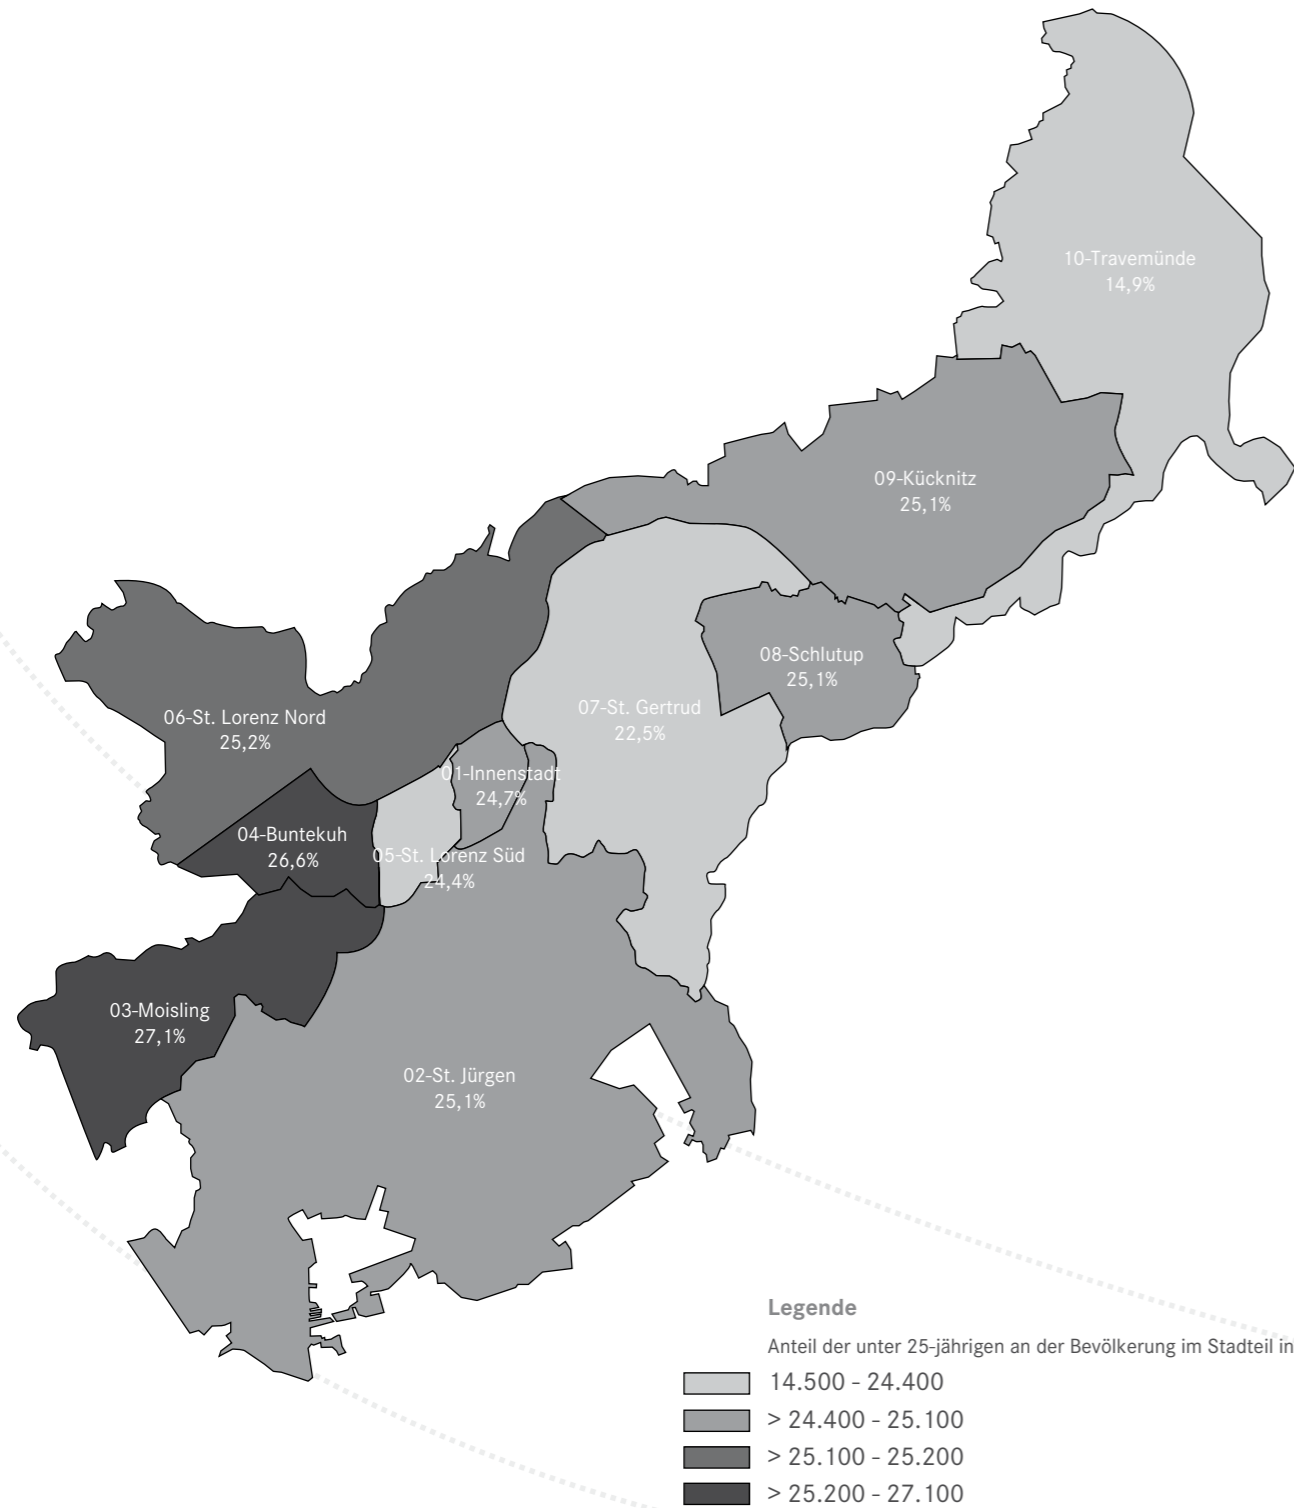 10-Travemünde
14,9%
09-Kücknitz
25,1%
08-Schlutup
25,1%
07-St. Gertrud
22,5%
06-St. Lorenz Nord
25,2%
01-Innenstadt
24,7%
04-Buntekuh
26,6%
05-St. Lorenz Süd
24,4%
03-Moisling
27,1%
02-St. Jürgen
25,1%
Legende
Anteil der unter 25-jährigen an der Bevölkerung im Stadteil in
14.500 - 24.400
> 24.400 - 25.100
> 25.100 - 25.200
> 25.200 - 27.100